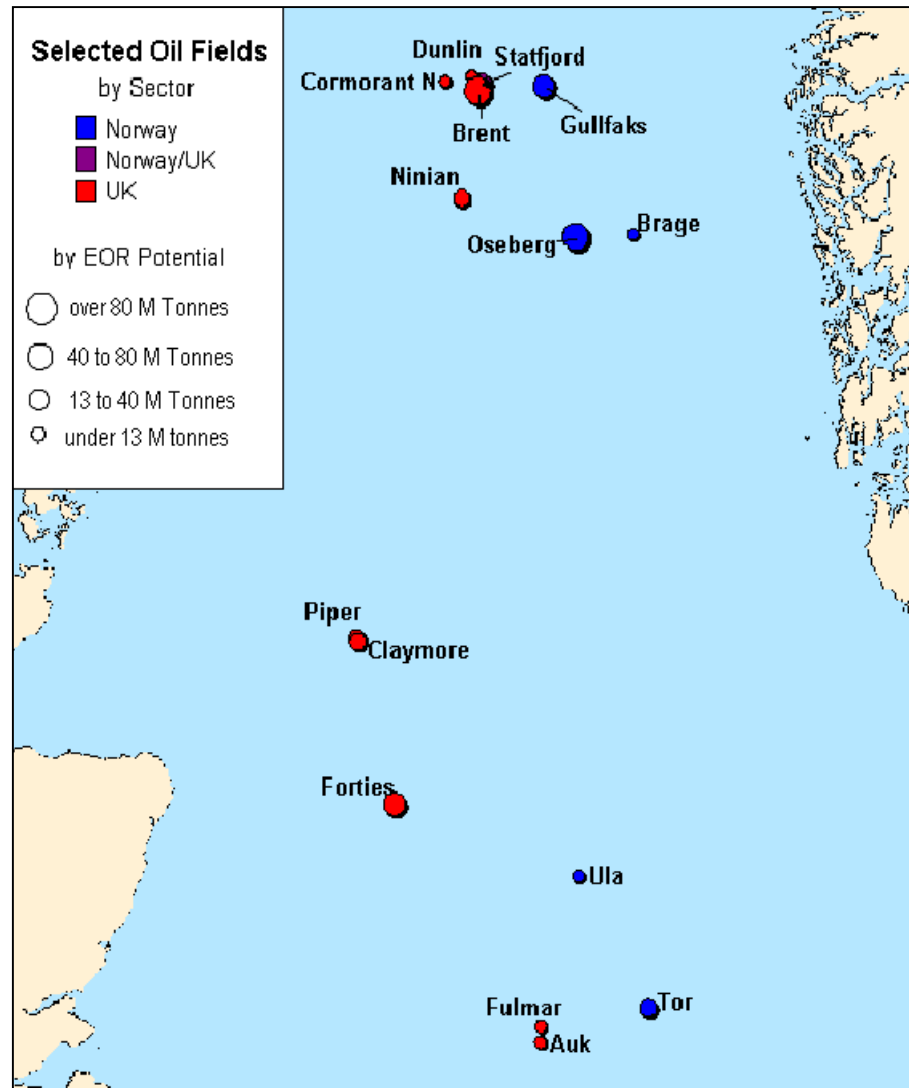 Selected Oil Fields
by Sector
Norway
Norway/UK
UK
by EOR Potential
over 80 M Tonnes
40 to 80 M Tonnes
13 to 40 M Tonnes
under 13 M tonnes
Dunlin
Statfjord
Cormorant N
Brent
Gullfaks
Ninian
Oseberg
Brage
Piper
Claymore
Forties
Ula
Fulmar
Tor
Auk